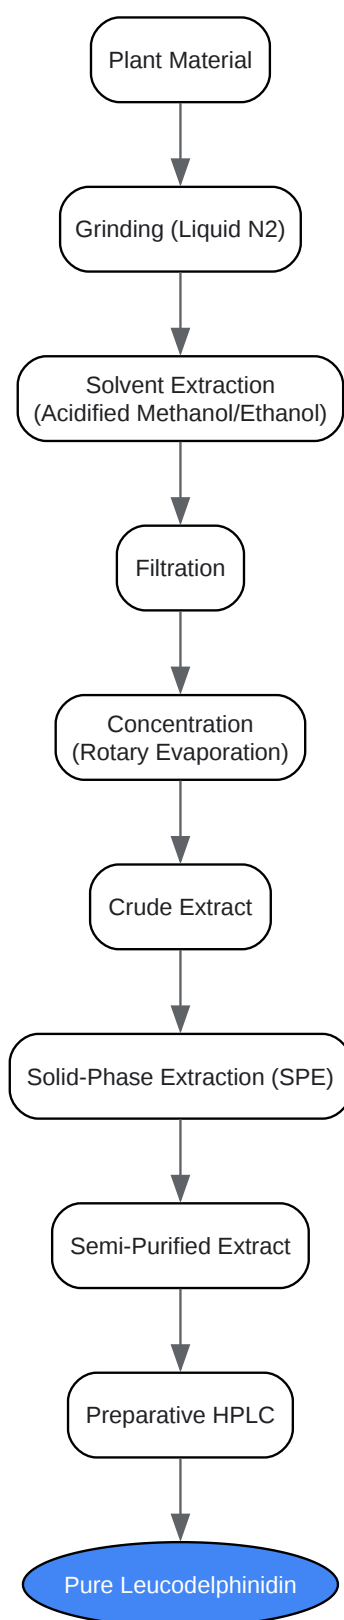 Plant Material
Grinding (Liquid N2)
Solvent Extraction
(Acidified Methanol/Ethanol)
Filtration
Concentration
(Rotary Evaporation)
Crude Extract
Solid-Phase Extraction (SPE)
Semi-Purified Extract
Preparative HPLC
Pure Leucodelphinidin